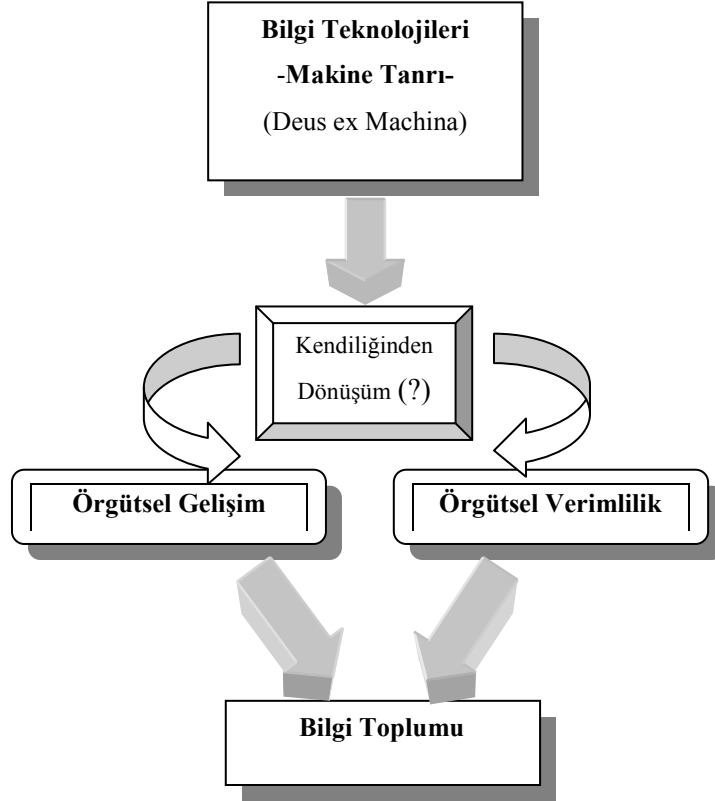 Bilgi Teknolojileri
-Makine Tanrı-
(Deus ex Machina)
Kendiliğinden
Dönüşüm (?)
Örgütsel Gelişim
Örgütsel Verimlilik
Bilgi Toplumu